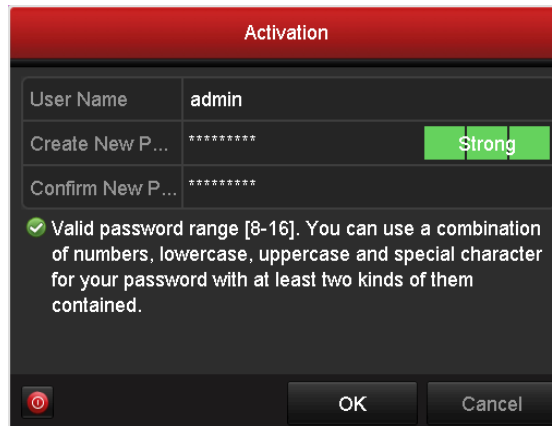 Activation
User Name admin
Create New P... ********* Strong
Confirm New P... *********
Valid password range [8-16]. You can use a combination
of numbers, lowercase, uppercase and special character
for your password with at least two kinds of them
contained.
OK Cancel